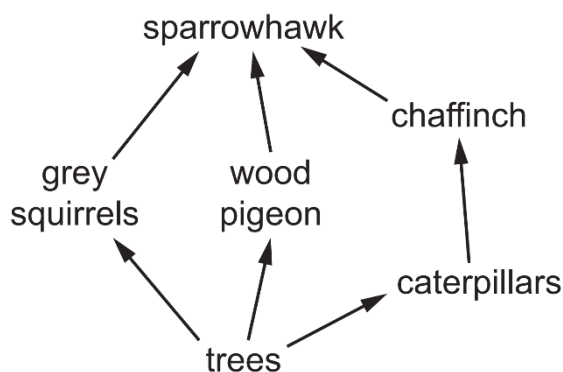 sparrowhawk
chaffinch
grey
squirrels
wood
pigeon
caterpillars
trees